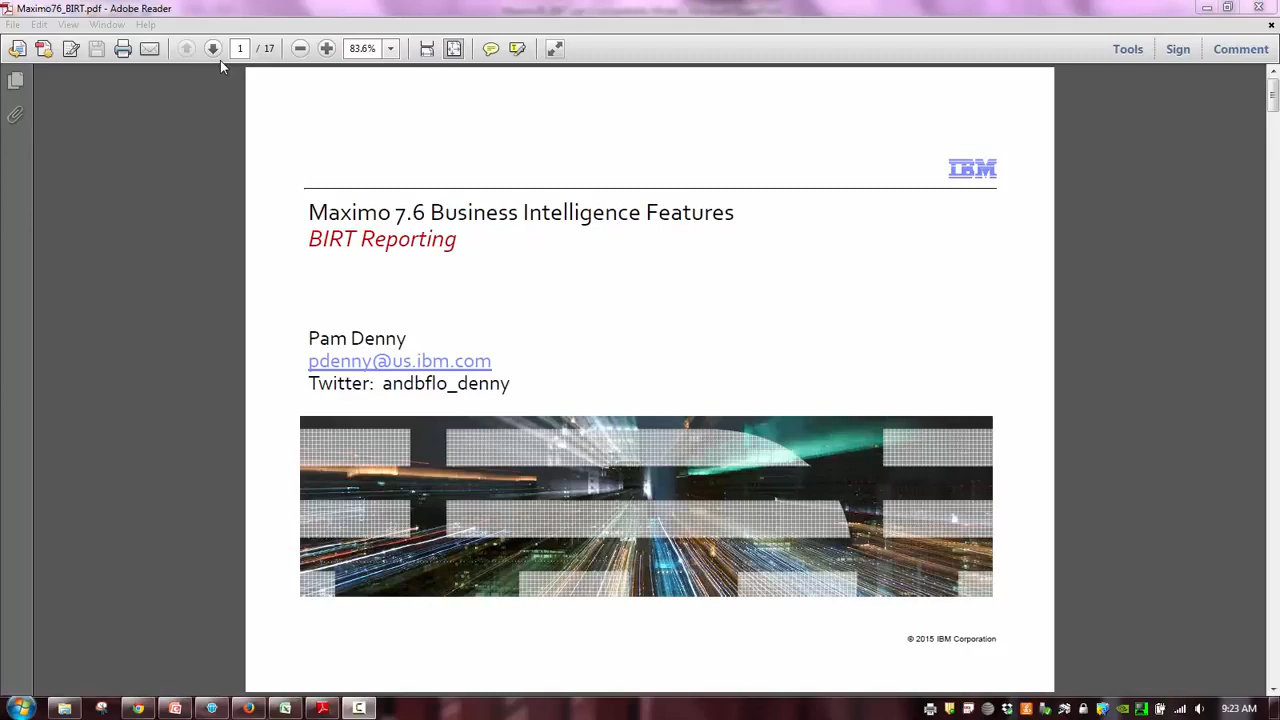 Maximo76_BIRT.pdf - Adobe Reader
File Edit View Window Help
1 / 17 83.6% Tools Sign Comment
IBM
Maximo 7.6 Business Intelligence Features
BIRT Reporting
Pam Denny
pdenny@us.ibm.com
Twitter: andbflo_denny
© 2015 IBM Corporation
9:23 AM